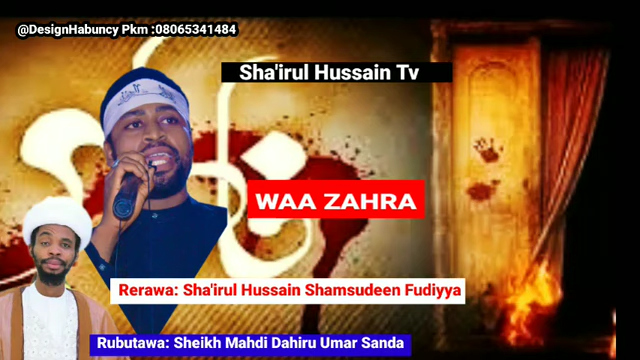 @DesignHabuncy Pkm :08065341484
Sha'irul Hussain Tv
WAA ZAHRA
Rerawa: Sha'irul Hussain Shamsudeen Fudiyya
Rubutawa: Sheikh Mahdi Dahiru Umar Sanda